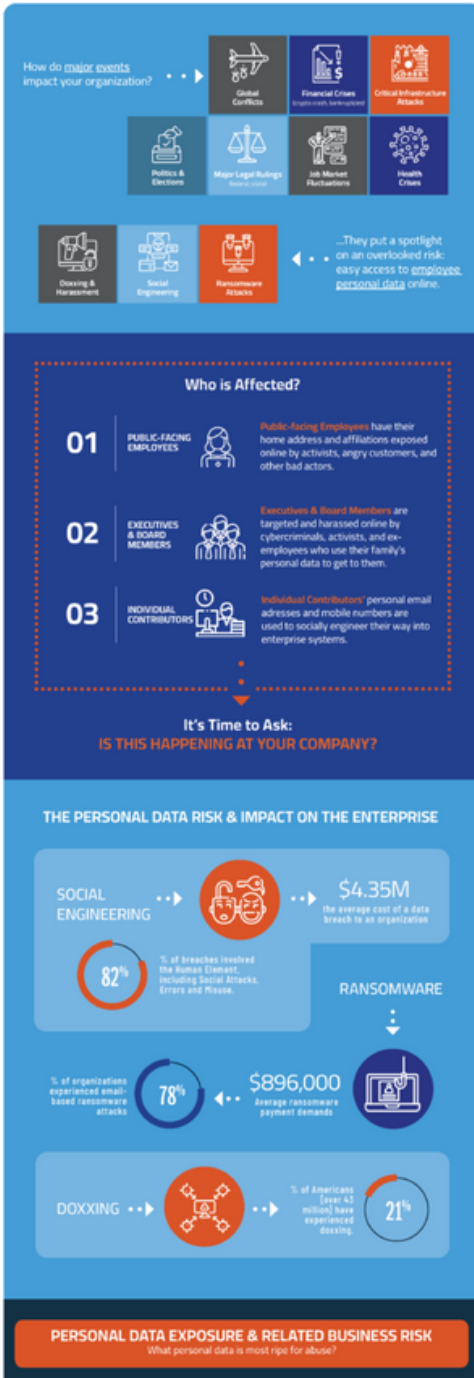 How do major events
impact your organization?
Global
Conflicts
Financial Crises
(crypto crash, bankruptcies)
Critical Infrastructure
Attacks
Politics &
Elections
Major Legal Rulings
Job Market
Fluctuations
Health
Crises
Doxxing &
Harassment
Social
Engineering
Ransomware
Attacks
...They put a spotlight
on an overlooked risk:
easy access to employee
personal data online.
Who is Affected?
01
PUBLIC-FACING
EMPLOYEES
Public-facing Employees have their
home address and affiliations exposed
online by activists, angry customers, and
other bad actors.
02
EXECUTIVES
& BOARD
MEMBERS
Executives & Board Members are
targeted and harassed online by
cybercriminals, activists, and ex-
employees who use their family's
personal data to get to them.
03
INDIVIDUAL
CONTRIBUTORS
Individual Contributors' personal email
adresses and mobile numbers are
used to socially engineer their way into
enterprise systems.
It's Time to Ask:
IS THIS HAPPENING AT YOUR COMPANY?
THE PERSONAL DATA RISK & IMPACT ON THE ENTERPRISE
SOCIAL
ENGINEERING
$4.35M
the average cost of a data
breach to an organization
82%
% of breaches involved
the Human Element,
including Social Attacks,
Errors and Misuse.
RANSOMWARE
$896,000
Average ransomware
payment demands
78%
% of organizations
experienced email-
based ransomware
attacks
DOXXING
% of Americans
(over 43
million) have
experienced
doxxing.
21%
PERSONAL DATA EXPOSURE & RELATED BUSINESS RISK
What personal data is most ripe for abuse?